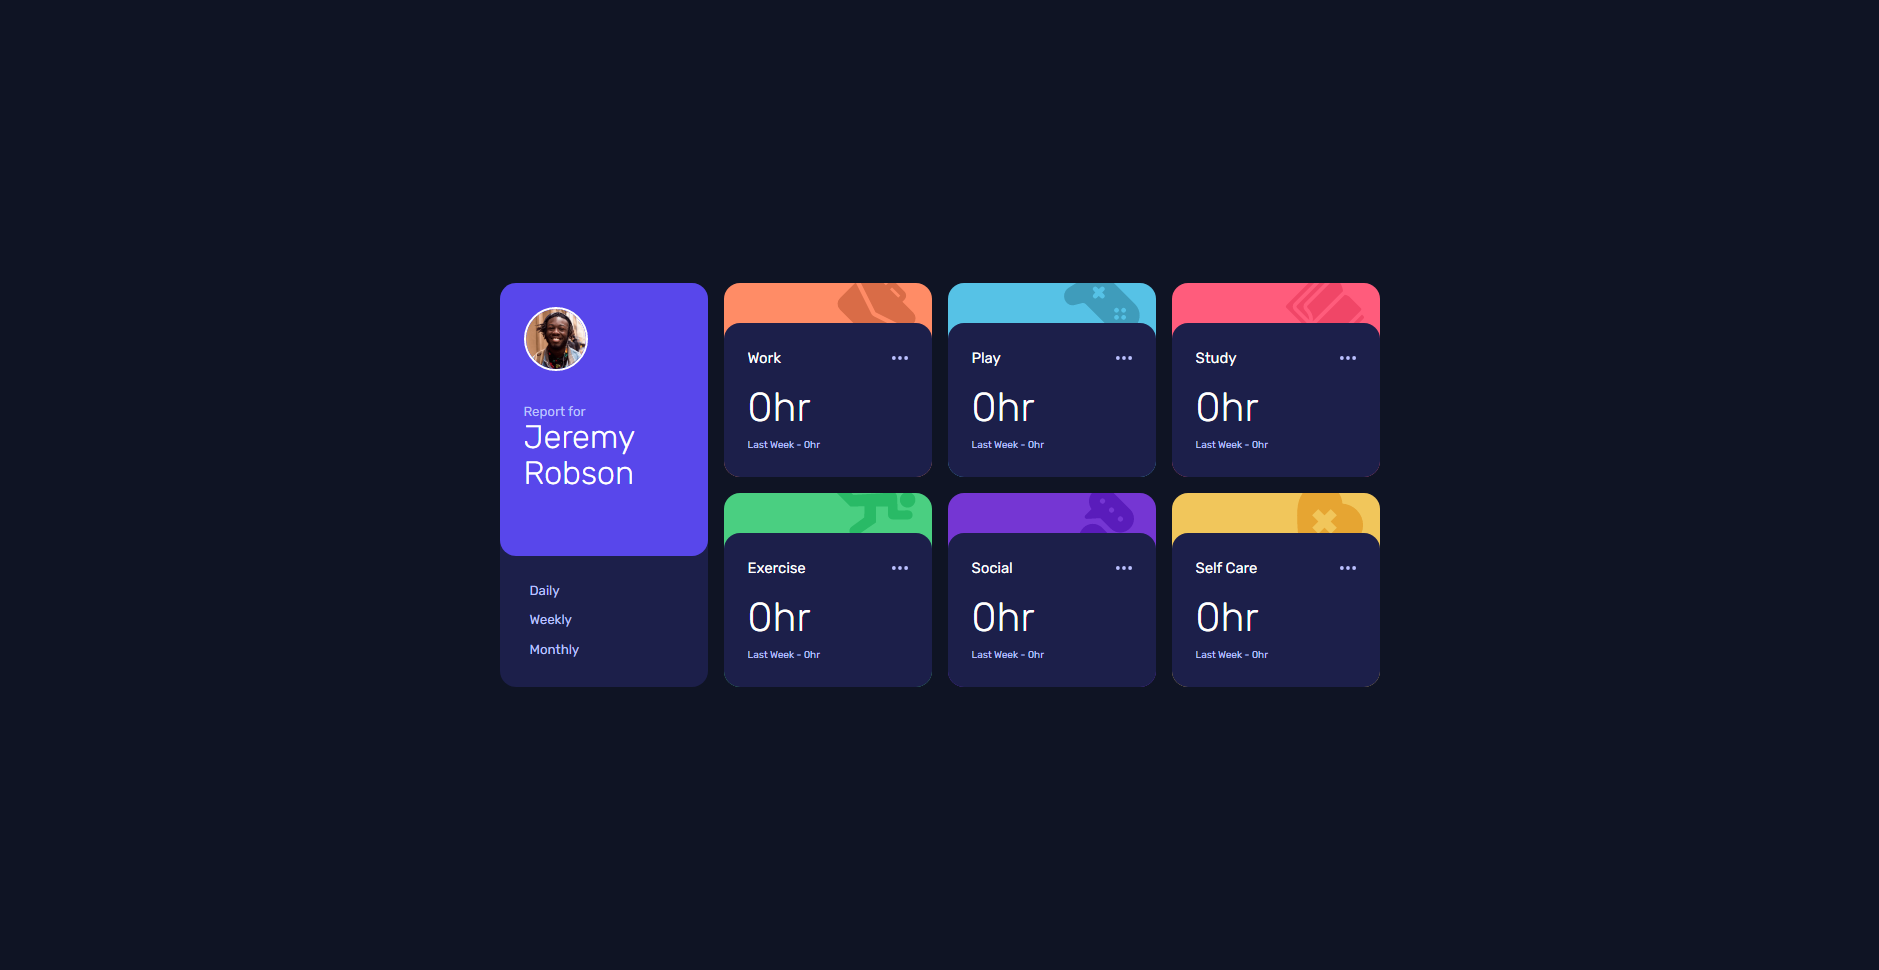 Report for
Jeremy
Robson
Daily
Weekly
Monthly
Work
0hr
Last Week - 0hr
Play
0hr
Last Week - 0hr
Study
0hr
Last Week - 0hr
Exercise
0hr
Last Week - 0hr
Social
0hr
Last Week - 0hr
Self Care
0hr
Last Week - 0hr